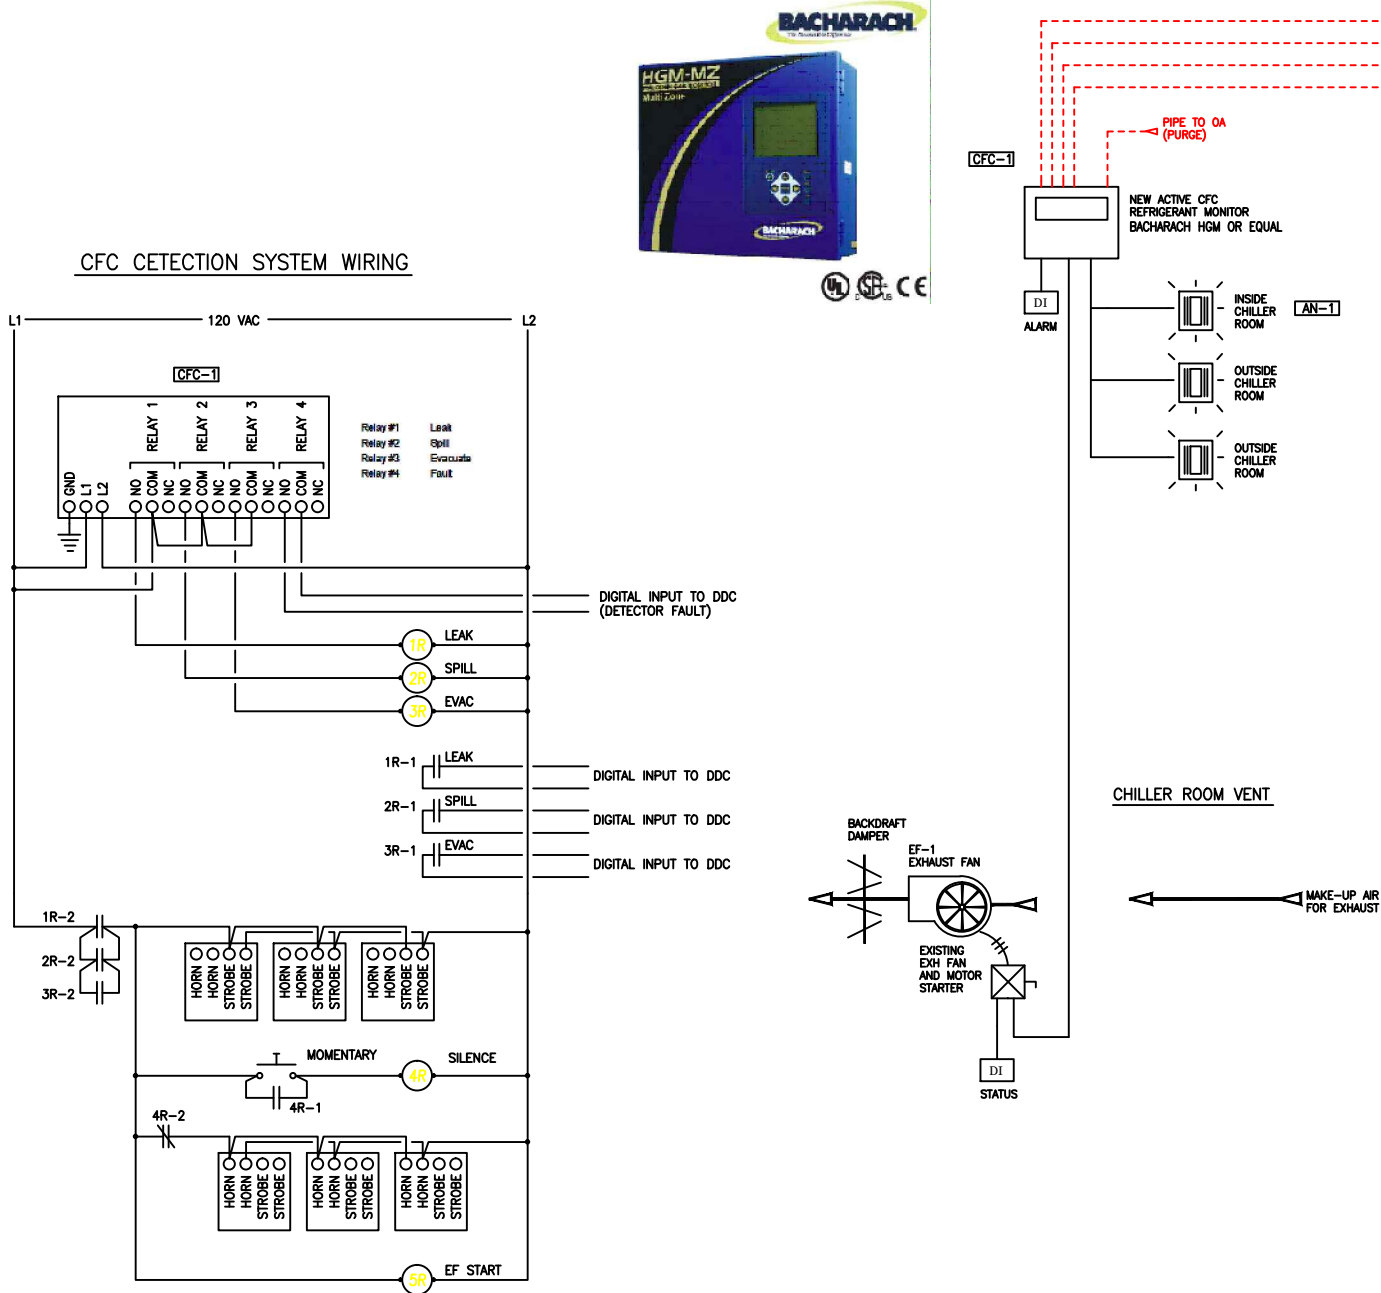 BACHARACH
HGM-MZ
Multi Zone
BACHARACH
UL
C US
CE
PIPE TO OA
(PURGE)
CFC-1
NEW ACTIVE CFC
REFRIGERANT MONITOR
BACHARACH HGM OR EQUAL
DI
ALARM
INSIDE
CHILLER
ROOM
AN-1
OUTSIDE
CHILLER
ROOM
OUTSIDE
CHILLER
ROOM
CFC CETECTION SYSTEM WIRING
L1
120 VAC
L2
CFC-1
RELAY 1
RELAY 2
RELAY 3
RELAY 4
GND
L1
L2
NO
COM
NC
NO
COM
NC
NO
COM
NC
NO
COM
NC
Relay #1 Leak
Relay #2 Spill
Relay #3 Evacuate
Relay #4 Fault
DIGITAL INPUT TO DDC
(DETECTOR FAULT)
1R
LEAK
2R
SPILL
3R
EVAC
1R-1
LEAK
DIGITAL INPUT TO DDC
2R-1
SPILL
DIGITAL INPUT TO DDC
3R-1
EVAC
DIGITAL INPUT TO DDC
1R-2
2R-2
3R-2
HORN
HORN
STROBE
STROBE
HORN
HORN
STROBE
STROBE
HORN
HORN
STROBE
STROBE
MOMENTARY
4R
SILENCE
4R-1
4R-2
HORN
HORN
STROBE
STROBE
HORN
HORN
STROBE
STROBE
HORN
HORN
STROBE
STROBE
5R
EF START
CHILLER ROOM VENT
BACKDRAFT
DAMPER
EF-1
EXHAUST FAN
MAKE-UP AIR
FOR EXHAUST
EXISTING
EXH FAN
AND MOTOR
STARTER
DI
STATUS